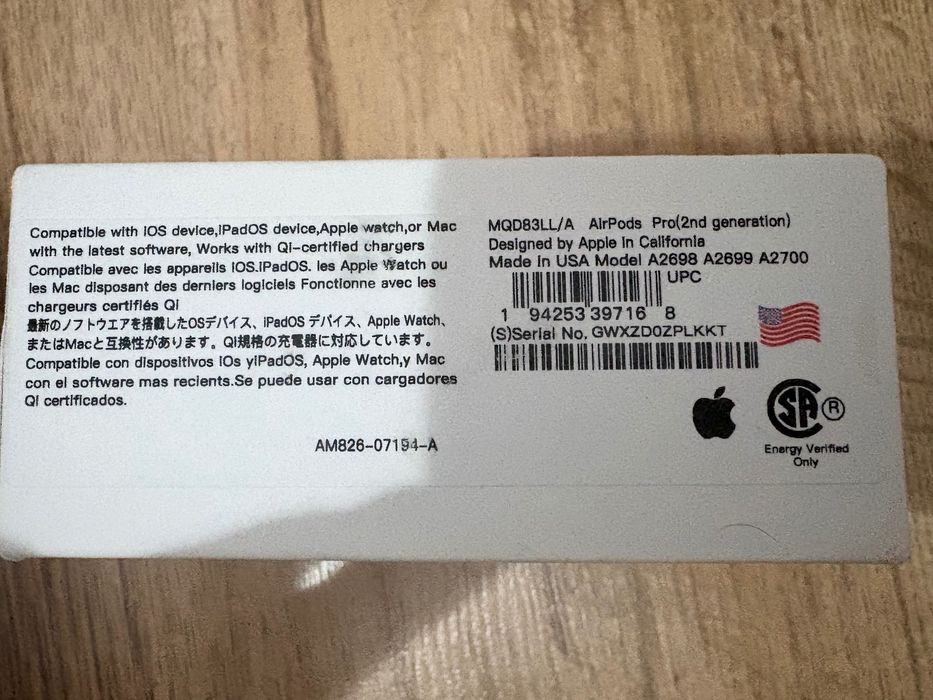 Compatible with iOS device,iPadOS device,Apple watch,or Mac
with the latest software, Works with Qi-certified chargers
Compatible avec les appareils iOS.iPadOS. les Apple Watch ou
les Mac disposant des derniers logiciels Fonctionne avec les
chargeurs certifiés Qi
最新のノフトウエアを搭載したOSデバイス、iPadOS デバイス、Apple Watch、
またはMacと互換性があります。Qi規格の充電器に対応しています。
Compatible con dispositivos iOs yiPadOS, Apple Watch,y Mac
con el software mas recients.Se puede usar con cargadores
Qi certificados.
AM826-07194-A
MQD83LL/A AirPods Pro(2nd generation)
Designed by Apple in California
Made in USA Model A2698 A2699 A2700
UPC
1 94253 39716 8
(S)Serial No. GWXZD0ZPLKKT
SA ®
Energy Verified
Only